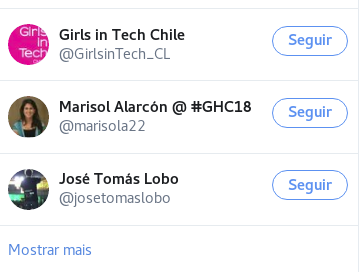 Girls
in
Tech
Girls in Tech Chile
@GirlsinTech_CL
Seguir
Marisol Alarcón @ #GHC18
@marisola22
Seguir
José Tomás Lobo
@josetomaslobo
Seguir
Mostrar más